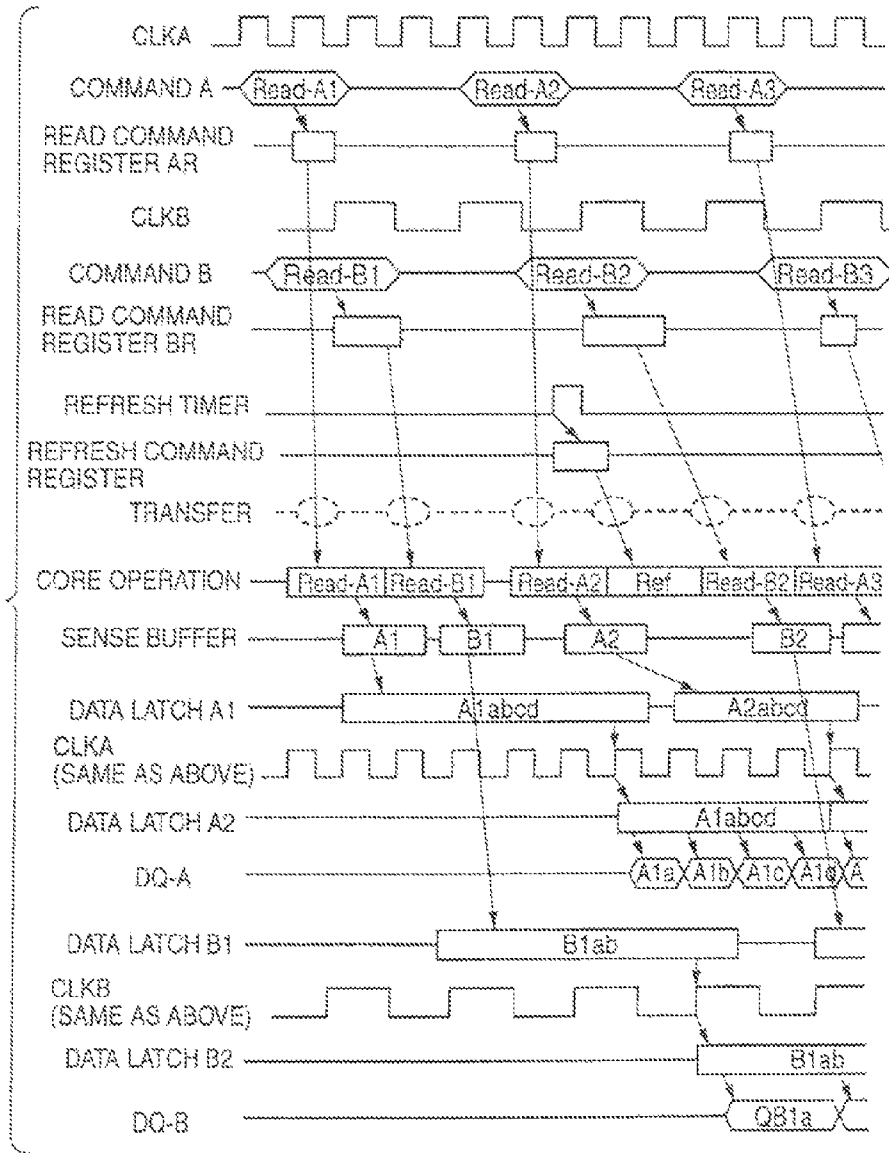 CLKA
COMMAND A
Read-A1
Read-A2
Read-A3
READ COMMAND
REGISTER AR
CLKB
COMMAND B
Read-B1
Read-B2
Read-B3
READ COMMAND
REGISTER BR
REFRESH TIMER
REFRESH COMMAND
REGISTER
TRANSFER
CORE OPERATION
Read-A1
Read-B1
Read-A2
Ref
Read-B2
Read-A3
SENSE BUFFER
A1
B1
A2
B2
DATA LATCH A1
A1abcd
A2abcd
CLKA
(SAME AS ABOVE)
DATA LATCH A2
A1abcd
DQ-A
A1a
A1b
A1c
A1d
A
DATA LATCH B1
B1ab
CLKB
(SAME AS ABOVE)
DATA LATCH B2
B1ab
DQ-B
QB1a